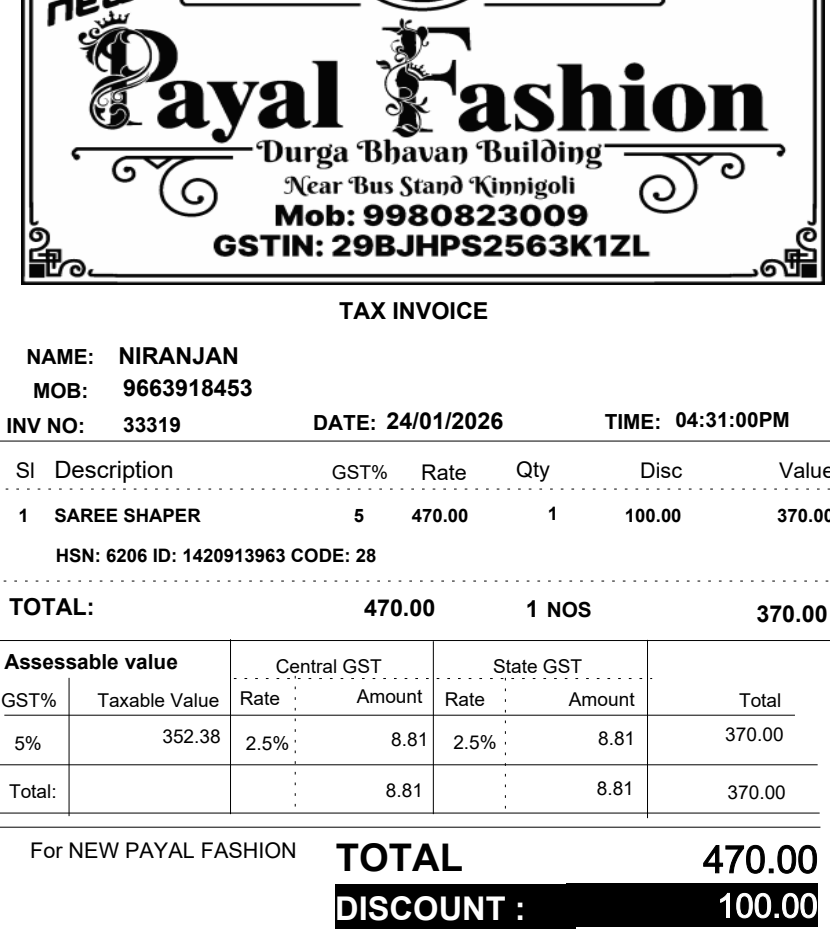 new
Payal Fashion
Durga Bhavan Building
Near Bus Stand Kinnigoli
Mob: 9980823009
GSTIN: 29BJHPS2563K1ZL
TAX INVOICE
NAME: NIRANJAN
MOB: 9663918453
INV NO: 33319 DATE: 24/01/2026 TIME: 04:31:00PM
Sl Description GST% Rate Qty Disc Value
1 SAREE SHAPER 5 470.00 1 100.00 370.00
HSN: 6206 ID: 1420913963 CODE: 28
TOTAL: 470.00 1 NOS 370.00
Assessable value Central GST State GST
GST% Taxable Value Rate Amount Rate Amount Total
5% 352.38 2.5% 8.81 2.5% 8.81 370.00
Total: 8.81 8.81 370.00
For NEW PAYAL FASHION TOTAL 470.00
DISCOUNT : 100.00